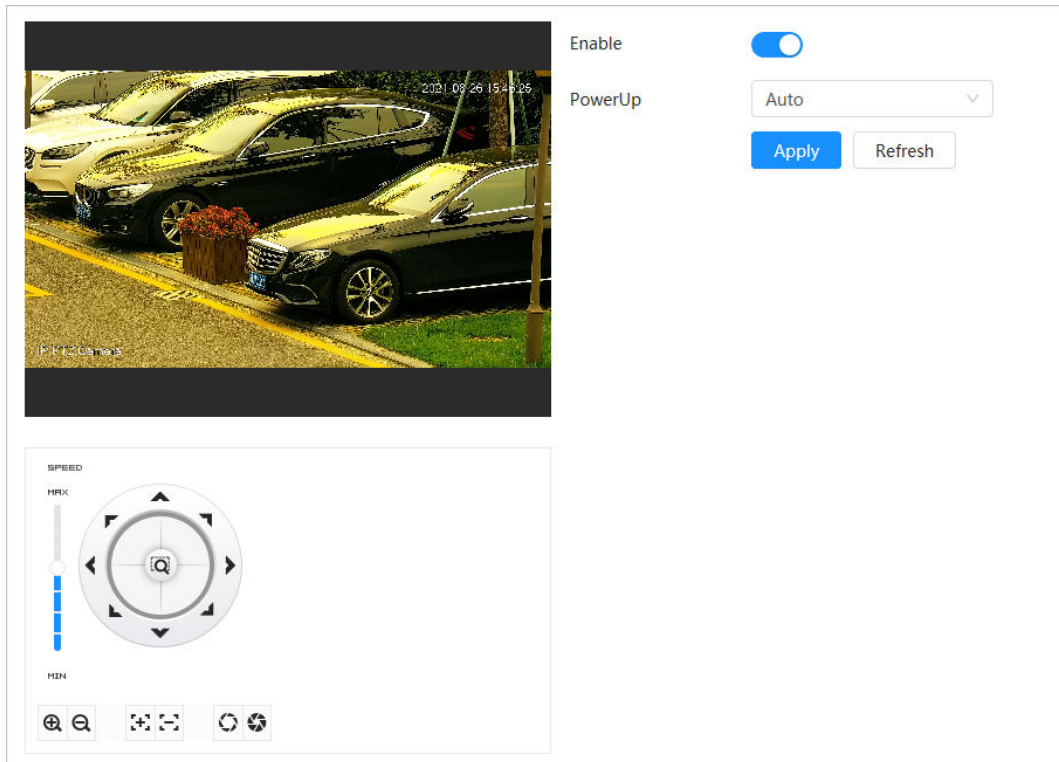 Enable
2021-08-26 15:46:25
PowerUp
Auto
Apply
Refresh
IP PTZ Camera
SPEED
MAX
MIN